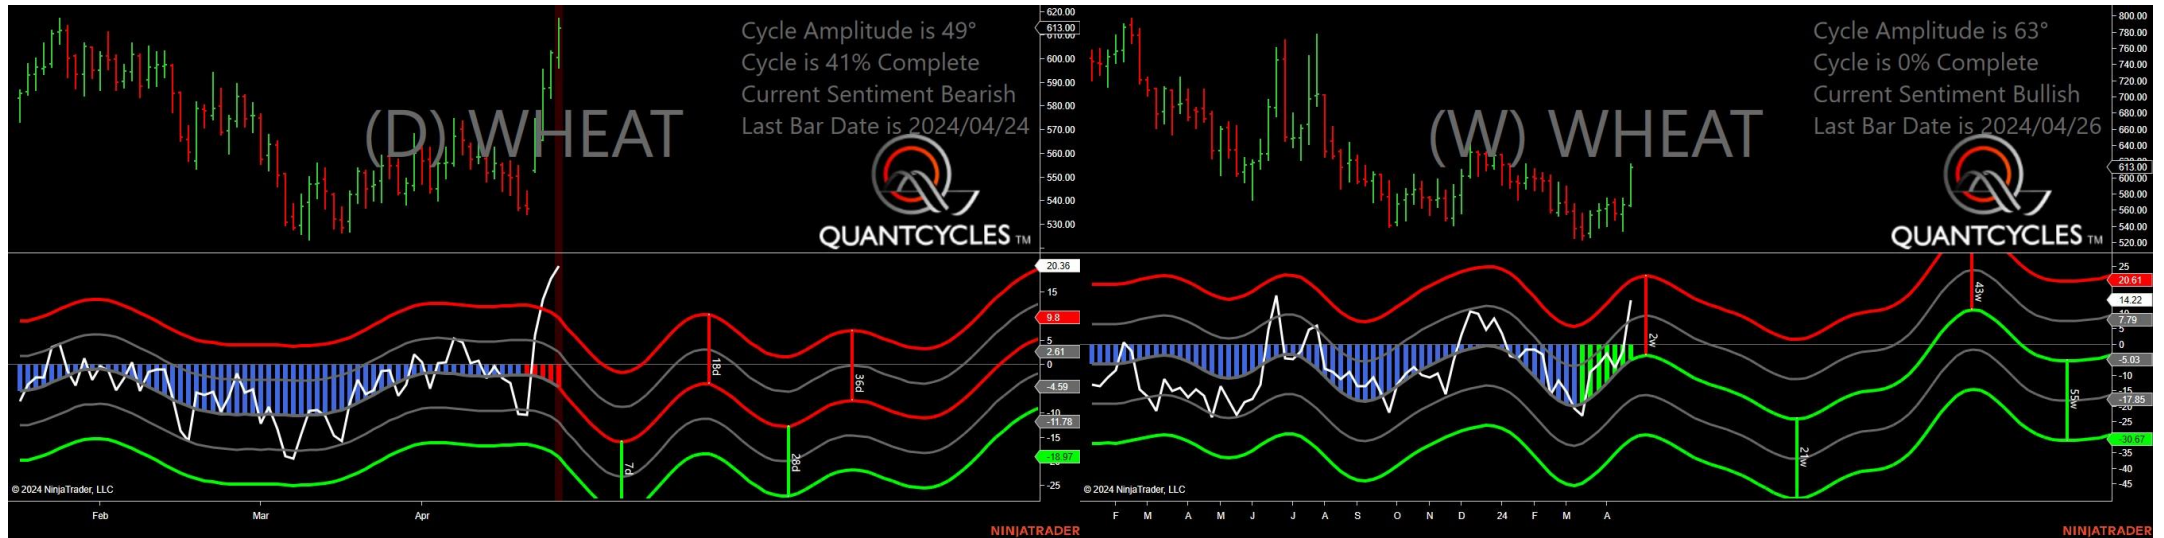 Cycle Amplitude is 49°
Cycle is 41% Complete
Current Sentiment Bearish
Last Bar Date is 2024/04/24
(D) WHEAT
QUANTCYCLES TM
620.00
613.00
600.00
590.00
580.00
570.00
560.00
550.00
540.00
530.00
20.36
15
9.8
5
2.61
0
-4.59
-10
-11.78
-15
-18.97
-25
7d
18d
28d
36d
© 2024 NinjaTrader, LLC
Feb Mar Apr
NINJATRADER
Cycle Amplitude is 63°
Cycle is 0% Complete
Current Sentiment Bullish
Last Bar Date is 2024/04/26
(W) WHEAT
QUANTCYCLES TM
800.00
780.00
760.00
740.00
720.00
700.00
680.00
660.00
640.00
613.00
600.00
580.00
560.00
540.00
520.00
25
20.61
14.22
7.79
5
0
-5.03
-10
-15
-17.85
-25
-30.67
-35
-40
-45
2w
21w
43w
55w
© 2024 NinjaTrader, LLC
F M A M J J A S O N D 24 F M A
NINJATRADER